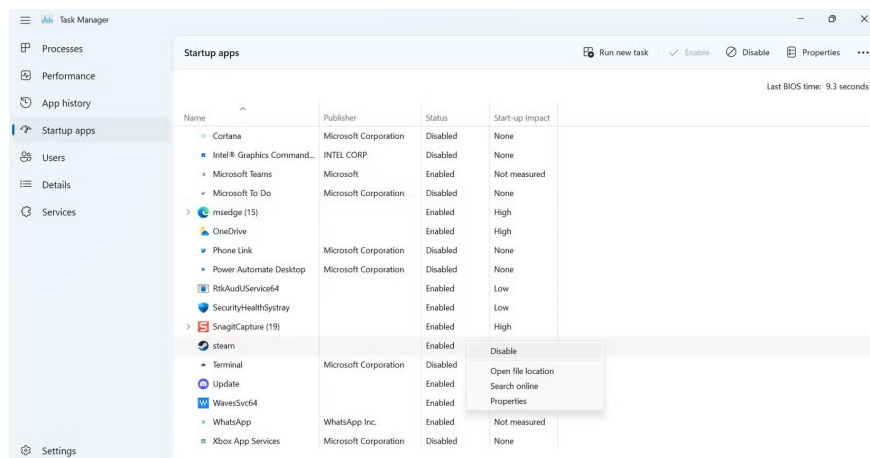 Task Manager
Processes
Performance
App history
Startup apps
Users
Details
Services
Settings
Startup apps
Run new task
Enable
Disable
Properties
Last BIOS time: 9.3 seconds
Name Publisher Status Start-up impact
Cortana Microsoft Corporation Disabled None
Intel® Graphics Command... INTEL CORP Disabled None
Microsoft Teams Microsoft Enabled Not measured
Microsoft To Do Microsoft Corporation Disabled None
msedge (15) Enabled High
OneDrive Enabled High
Phone Link Microsoft Corporation Disabled None
Power Automate Desktop Microsoft Corporation Disabled None
RtkAudUService64 Enabled Low
SecurityHealthSystray Enabled Low
SnagitCapture (19) Enabled High
steam Enabled
Terminal Microsoft Corporation Disabled
Update Enabled
WavesSvc64 Enabled
WhatsApp WhatsApp Inc. Enabled Not measured
Xbox App Services Microsoft Corporation Disabled None
Disable
Open file location
Search online
Properties